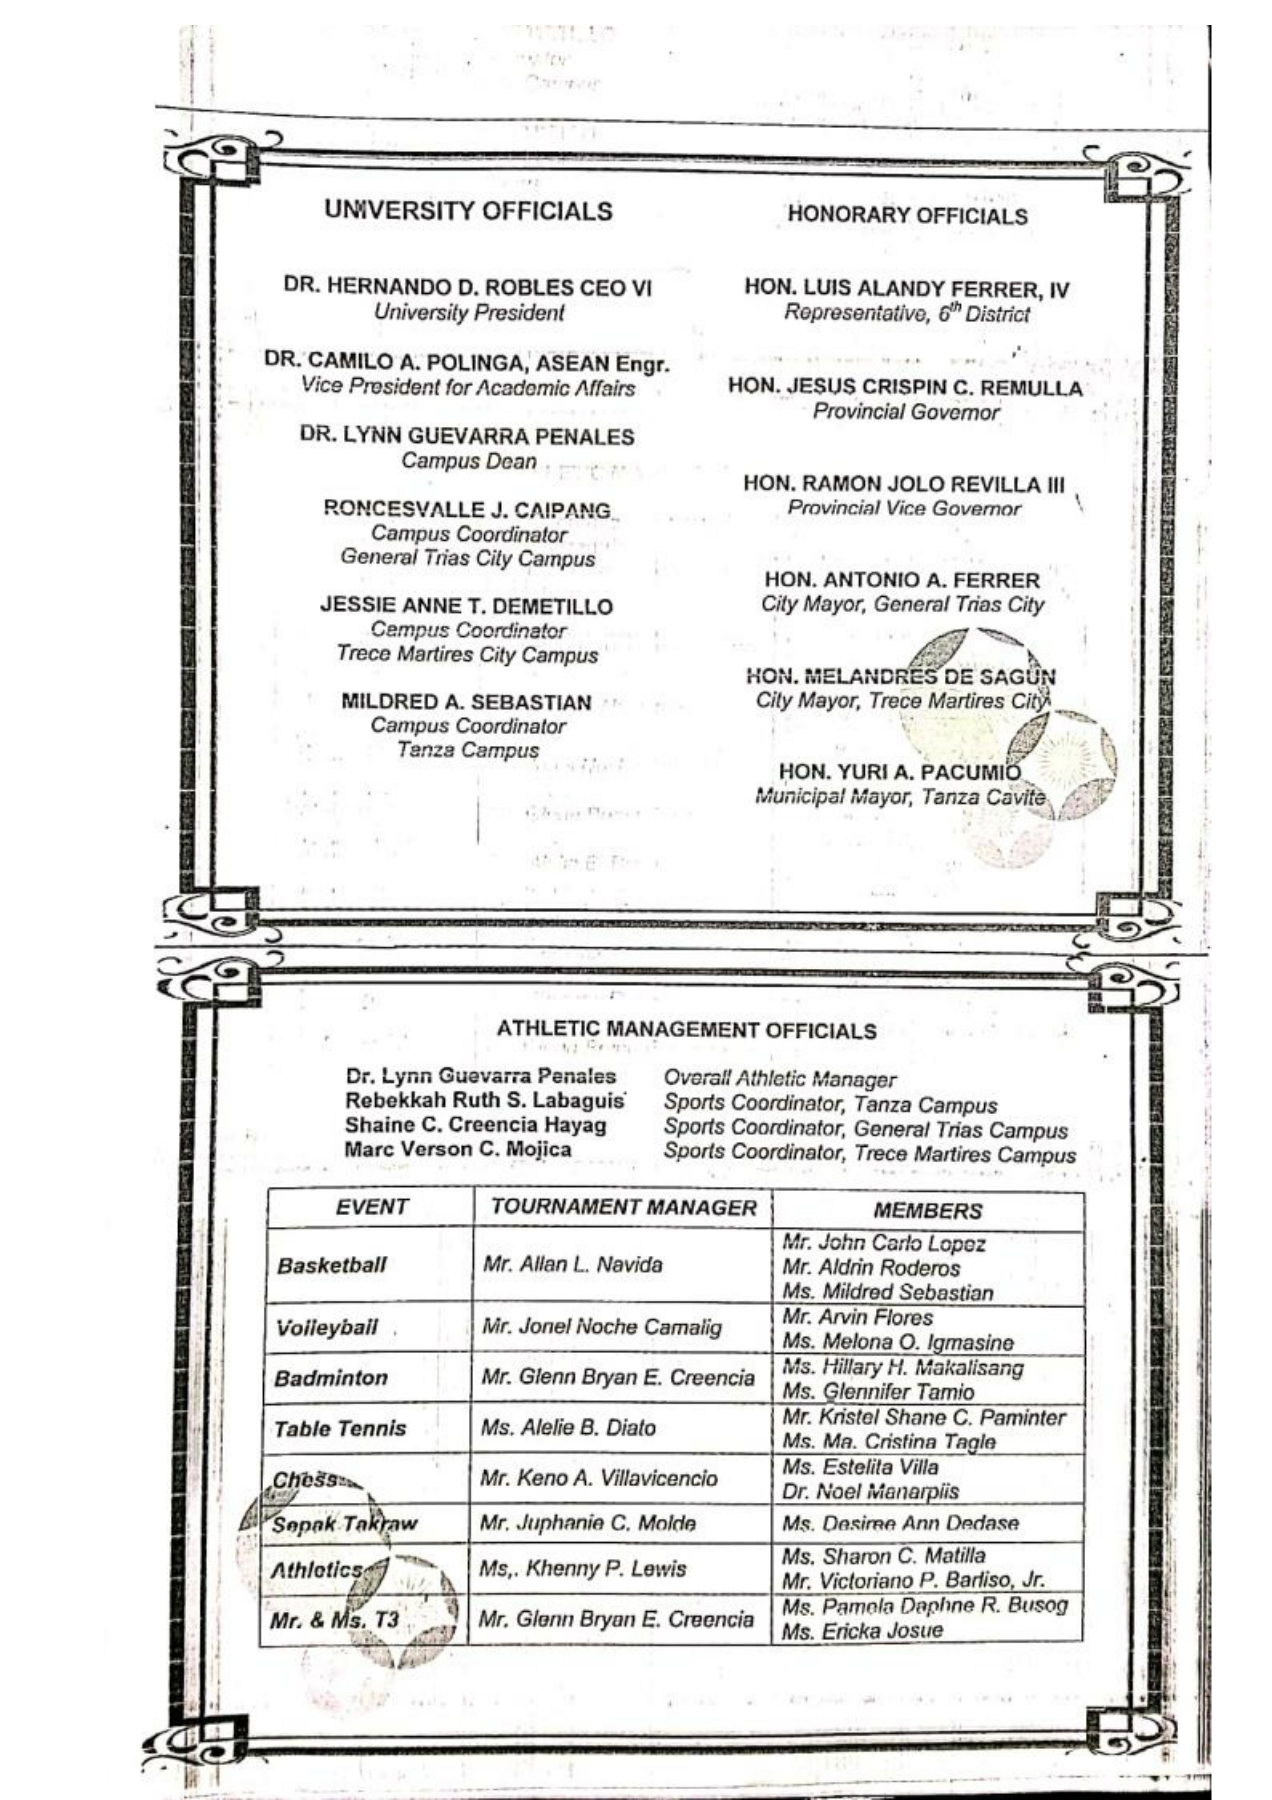 UNIVERSITY OFFICIALS
DR. HERNANDO D. ROBLES CEO VI
University President
DR. CAMILO A. POLINGA, ASEAN Engr.
Vice President for Academic Affairs
DR. LYNN GUEVARRA PENALES
Campus Dean
RONCESVALLE J. CAIPANG
Campus Coordinator
General Trias City Campus
JESSIE ANNE T. DEMETILLO
Campus Coordinator
Trece Martires City Campus
MILDRED A. SEBASTIAN
Campus Coordinator
Tanza Campus
HONORARY OFFICIALS
HON. LUIS ALANDY FERRER, IV
Representative, 6th District
HON. JESUS CRISPIN C. REMULLA
Provincial Governor
HON. RAMON JOLO REVILLA III
Provincial Vice Governor
HON. ANTONIO A. FERRER
City Mayor, General Trias City
HON. MELANDRES DE SAGUN
City Mayor, Trece Martires City
HON. YURI A. PACUMIO
Municipal Mayor, Tanza Cavite
ATHLETIC MANAGEMENT OFFICIALS
Dr. Lynn Guevarra Penales Overall Athletic Manager
Rebekkah Ruth S. Labaguis Sports Coordinator, Tanza Campus
Shaine C. Creencia Hayag Sports Coordinator, General Trias Campus
Marc Verson C. Mojica Sports Coordinator, Trece Martires Campus
EVENT TOURNAMENT MANAGER MEMBERS
Basketball Mr. Allan L. Navida
Mr. John Carlo Lopez
Mr. Aldrin Roderos
Ms. Mildred Sebastian
Volleyball Mr. Jonel Noche Camalig
Mr. Arvin Flores
Ms. Melona O. Igmasine
Badminton Mr. Glenn Bryan E. Creencia
Ms. Hillary H. Makalisang
Ms. Glennifer Tamio
Table Tennis Ms. Alelie B. Diato
Mr. Kristel Shane C. Paminter
Ms. Ma. Cristina Tagle
Chess Mr. Keno A. Villavicencio
Ms. Estelita Villa
Dr. Noel Manarpiis
Sepak Takraw Mr. Juphanie C. Molde Ms. Desiree Ann Dedase
Athletics Ms,. Khenny P. Lewis
Ms. Sharon C. Matilla
Mr. Victoriano P. Barliso, Jr.
Mr. & Ms. T3 Mr. Glenn Bryan E. Creencia
Ms. Pamela Daphne R. Busog
Ms. Ericka Josue